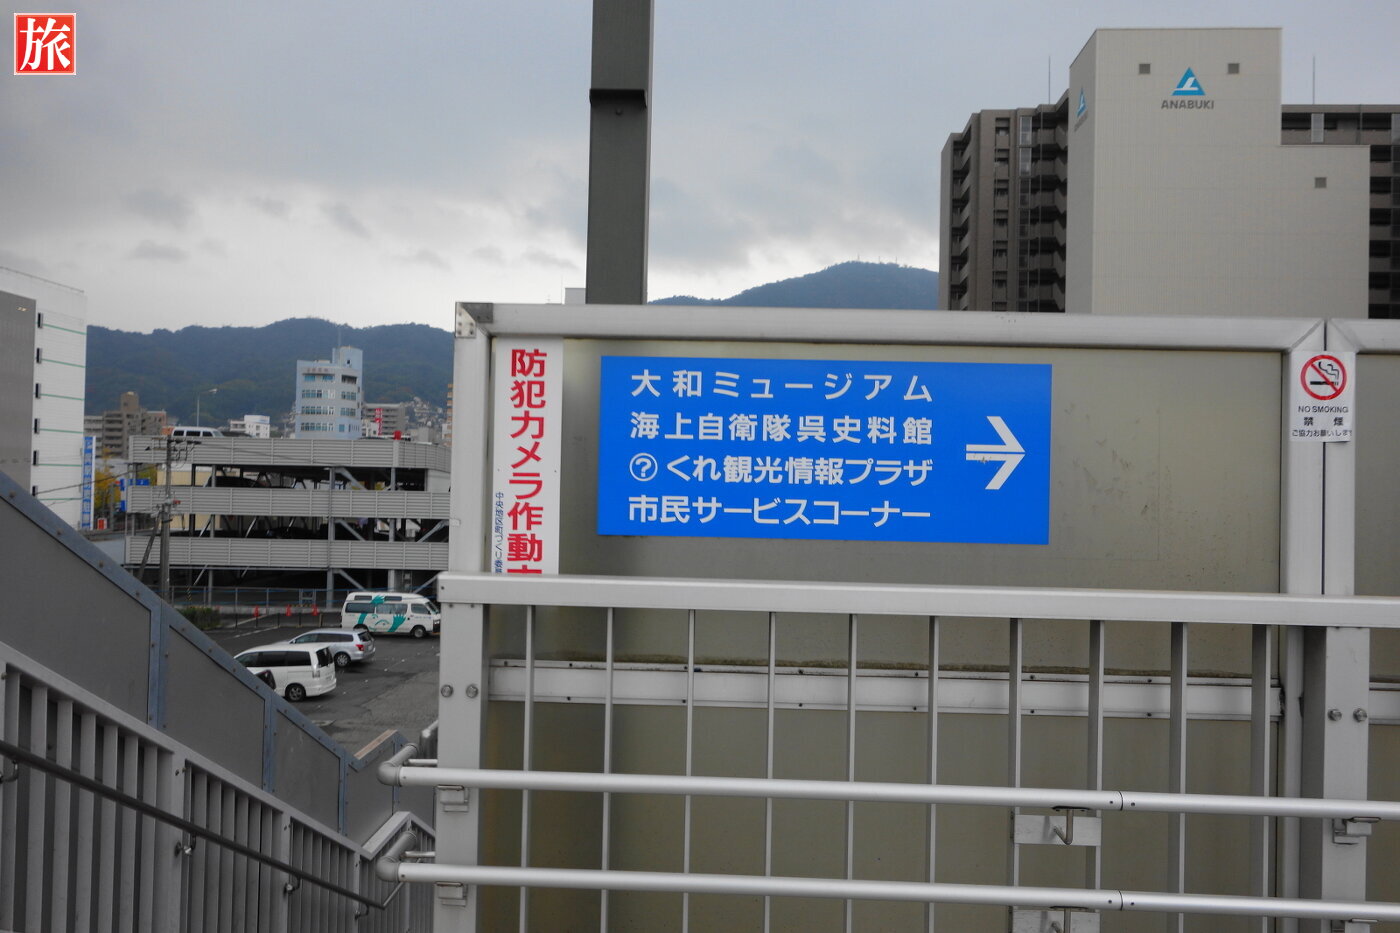 旅
ANABUKI
防犯カメラ作動
大和ミュージアム
海上自衛隊呉史料館
?くれ観光情報プラザ
市民サービスコーナー
NO SMOKING
禁煙
ご協力お願いします